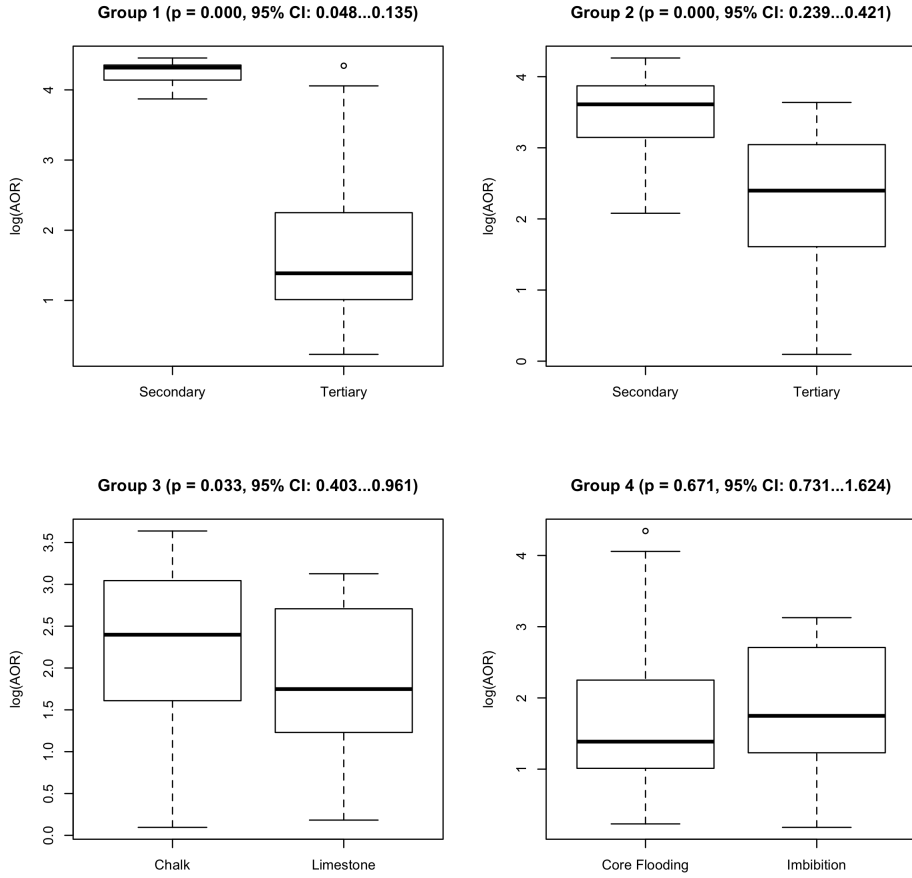 Group 1 (p = 0.000, 95% CI: 0.048...0.135)
log(AOR)
4
3
2
1
Secondary Tertiary
Group 2 (p = 0.000, 95% CI: 0.239...0.421)
log(AOR)
4
3
2
1
0
Secondary Tertiary
Group 3 (p = 0.033, 95% CI: 0.403...0.961)
log(AOR)
3.5
3.0
2.5
2.0
1.5
1.0
0.5
0.0
Chalk Limestone
Group 4 (p = 0.671, 95% CI: 0.731...1.624)
log(AOR)
4
3
2
1
Core Flooding Imbibition